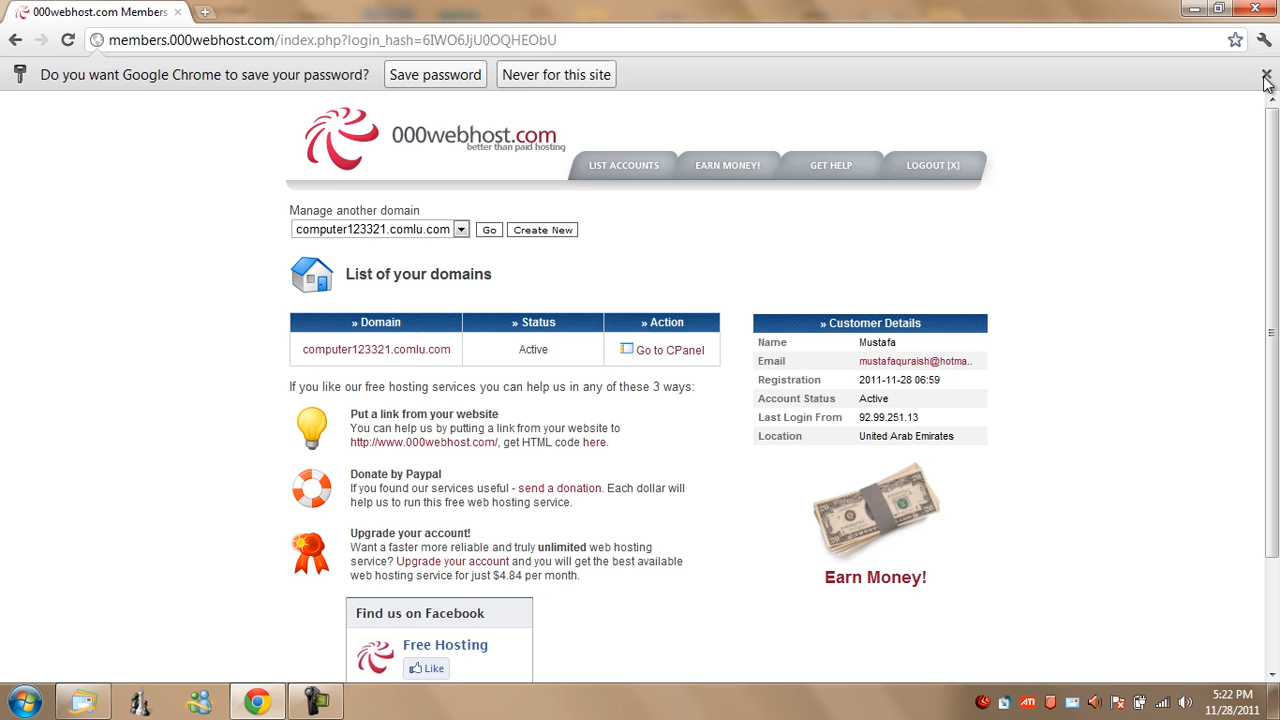 000webhost.com Members
members.000webhost.com/index.php?login_hash=6IWO6JjU0OQHEObU
Do you want Google Chrome to save your password? Save password Never for this site
000webhost.com
better than paid hosting
LIST ACCOUNTS EARN MONEY! GET HELP LOGOUT [X]
Manage another domain
computer123321.comlu.com Go Create New
List of your domains
» Domain » Status » Action
computer123321.comlu.com Active Go to CPanel
» Customer Details
Name Mustafa
Email mustafaquraish@hotma..
Registration 2011-11-28 06:59
Account Status Active
Last Login From 92.99.251.13
Location United Arab Emirates
If you like our free hosting services you can help us in any of these 3 ways:
Put a link from your website
You can help us by putting a link from your website to
http://www.000webhost.com/, get HTML code here.
Donate by Paypal
If you found our services useful - send a donation. Each dollar will
help us to run this free web hosting service.
Upgrade your account!
Want a faster more reliable and truly unlimited web hosting
service? Upgrade your account and you will get the best available
web hosting service for just $4.84 per month.
Earn Money!
Find us on Facebook
Free Hosting
Like
ATI
5:22 PM
11/28/2011